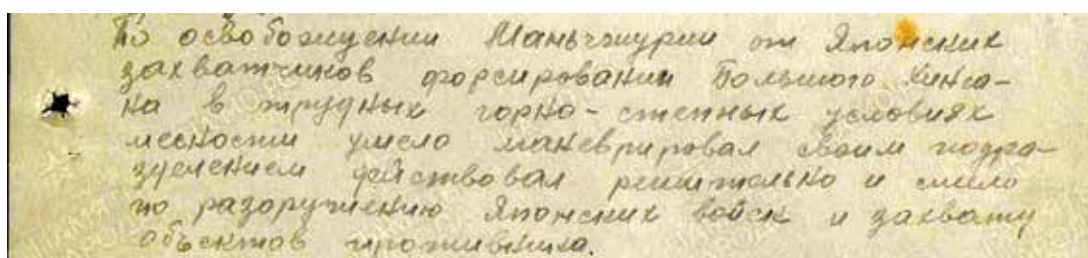 По освобождении Маньчжурии от Японских
захватчиков форсировании Большого Хинга-
на в трудных горно-степных условиях
месности умело маневрировал своим подра-
зделением действовал решительно и смело
по разоружению Японских войск и захвату
объектов противника.